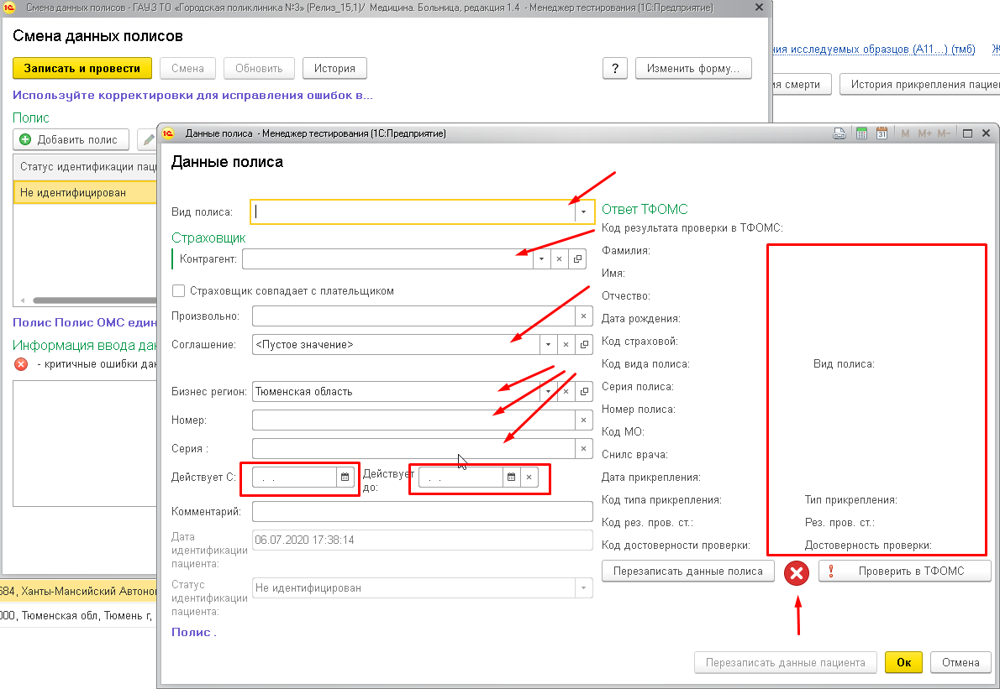 Смена данных полисов - ГАУЗ ТО «Городская поликлиника №3» (Релиз_15,1)/ Медицина. Больница, редакция 1.4 - Менеджер тестирования (1С:Предприятие)
Смена данных полисов
Записать и провести
Смена
Обновить
История
?
Изменить форму...
Используйте корректировки для исправления ошибок в...
Полис
Добавить полис
Статус идентификации пац
Не идентифицирован
Полис Полис ОМС един
Информация ввода дан
- критичные ошибки дан
684, Ханты-Мансийский Автоном
000, Тюменская обл, Тюмень г,
ния исследуемых образцов (А11...) (тмб)
ия смерти
История прикрепления пацие
Данные полиса - Менеджер тестирования (1С:Предприятие)
M M+ M-
Данные полиса
Вид полиса:
Страховщик
Контрагент:
Страховщик совпадает с плательщиком
Произвольно:
Соглашение: <Пустое значение>
Бизнес регион: Тюменская область
Номер:
Серия :
Действует С: . .
Действует до: . .
Комментарий:
Дата идентификации пациента: 06.07.2020 17:38:14
Статус идентификации пациента: Не идентифицирован
Полис .
Ответ ТФОМС
Код результата проверки в ТФОМС:
Фамилия:
Имя:
Отчество:
Дата рождения:
Код страховой:
Код вида полиса: Вид полиса:
Серия полиса:
Номер полиса:
Код МО:
Снилс врача:
Дата прикрепления:
Код типа прикрепления: Тип прикрепления:
Код рез. пров. ст.: Рез. пров. ст.:
Код достоверности проверки: Достоверность проверки:
Перезаписать данные полиса
Проверить в ТФОМС
Перезаписать данные пациента
Ок
Отмена